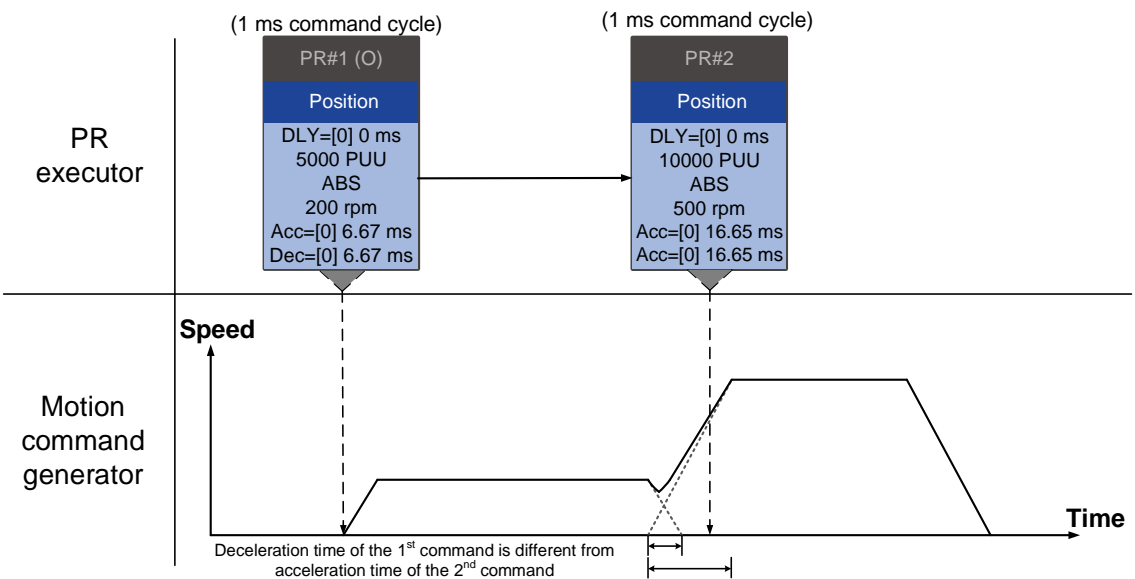 (1 ms command cycle)
(1 ms command cycle)
PR#1 (O)
PR#2
Position
Position
DLY=[0] 0 ms
5000 PUU
ABS
200 rpm
Acc=[0] 6.67 ms
Dec=[0] 6.67 ms
DLY=[0] 0 ms
10000 PUU
ABS
500 rpm
Acc=[0] 16.65 ms
Acc=[0] 16.65 ms
PR
executor
Speed
Motion
command
generator
Time
Deceleration time of the 1st command is different from
acceleration time of the 2nd command